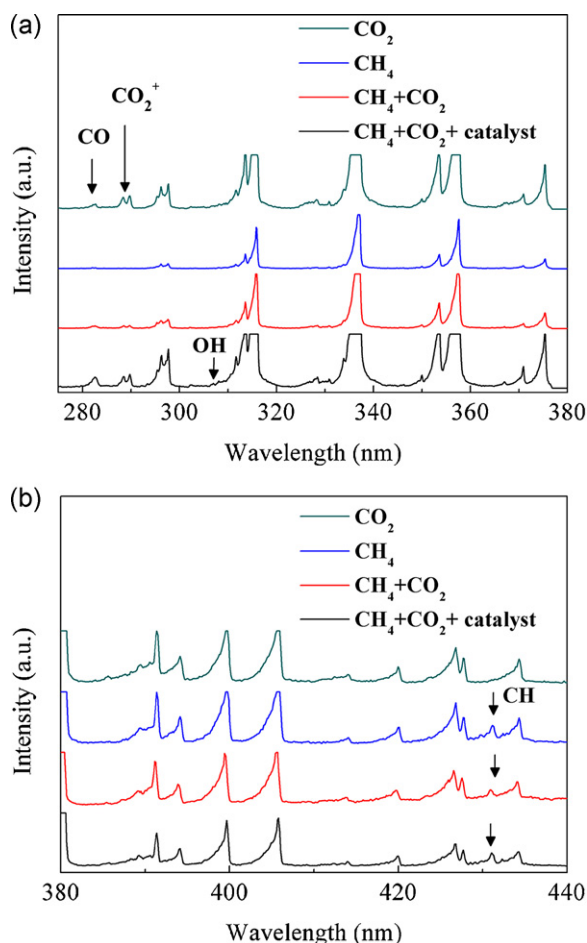 (a)
CO₂
CH₄
CH₄+CO₂
CH₄+CO₂+ catalyst
CO₂⁺
CO
OH
Intensity (a.u.)
280 300 320 340 360 380
Wavelength (nm)
(b)
CO₂
CH₄
CH₄+CO₂
CH₄+CO₂+ catalyst
CH
Intensity (a.u.)
380 400 420 440
Wavelength (nm)